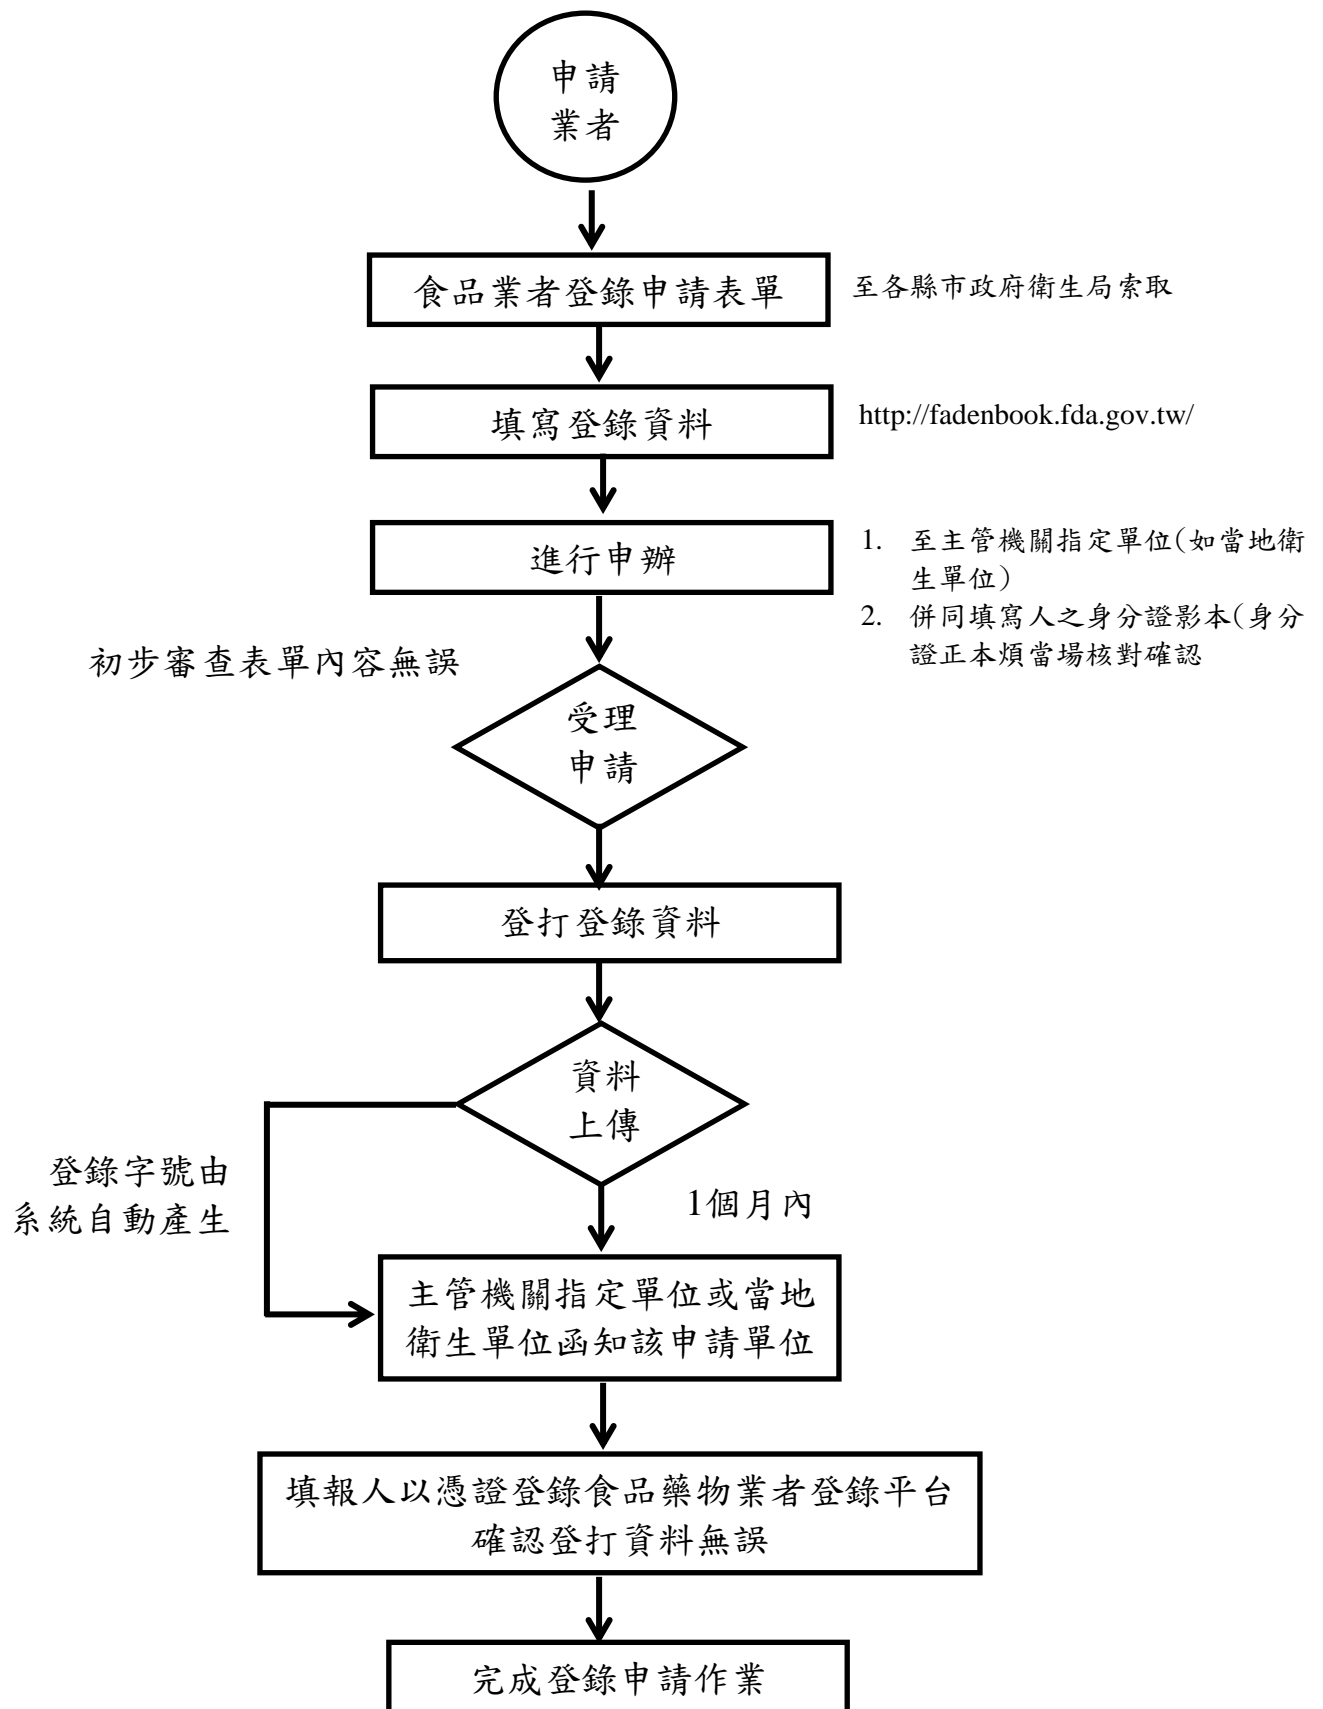 申請
業者
食品業者登錄申請表單
至各縣市政府衛生局索取
填寫登錄資料
http://fadenbook.fda.gov.tw/
進行申辦
1. 至主管機關指定單位(如當地衛
生單位)
2. 併同填寫人之身分證影本(身分
證正本煩當場核對確認
初步審查表單內容無誤
受理
申請
登打登錄資料
資料
上傳
登錄字號由
系統自動產生
1個月內
主管機關指定單位或當地
衛生單位函知該申請單位
填報人以憑證登錄食品藥物業者登錄平台
確認登打資料無誤
完成登錄申請作業